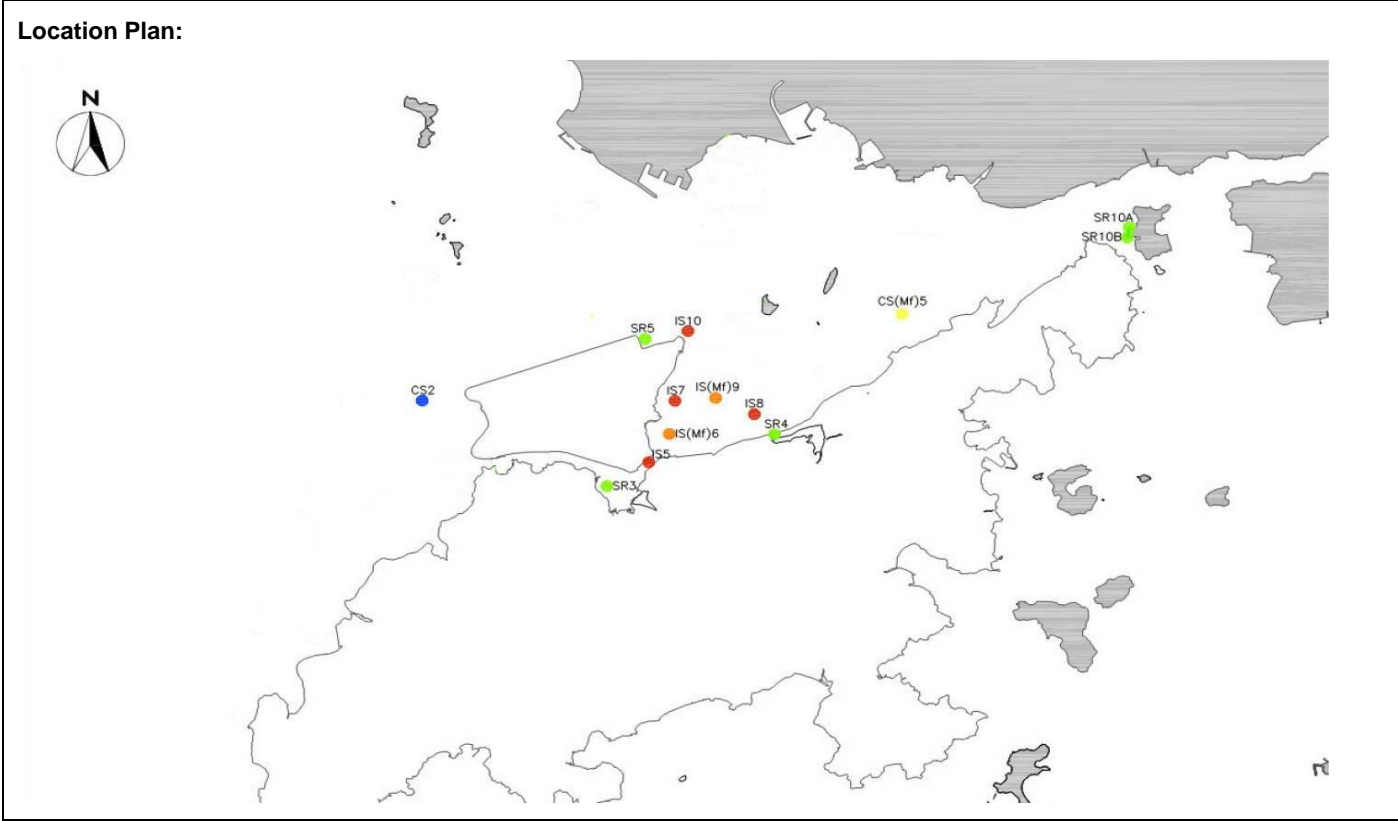 Location Plan:
N
SR10A
SR10B
CS(Mf)5
IS10
SR5
CS2
IS7
IS(Mf)9
IS8
SR4
IS(Mf)6
IS5
SR3